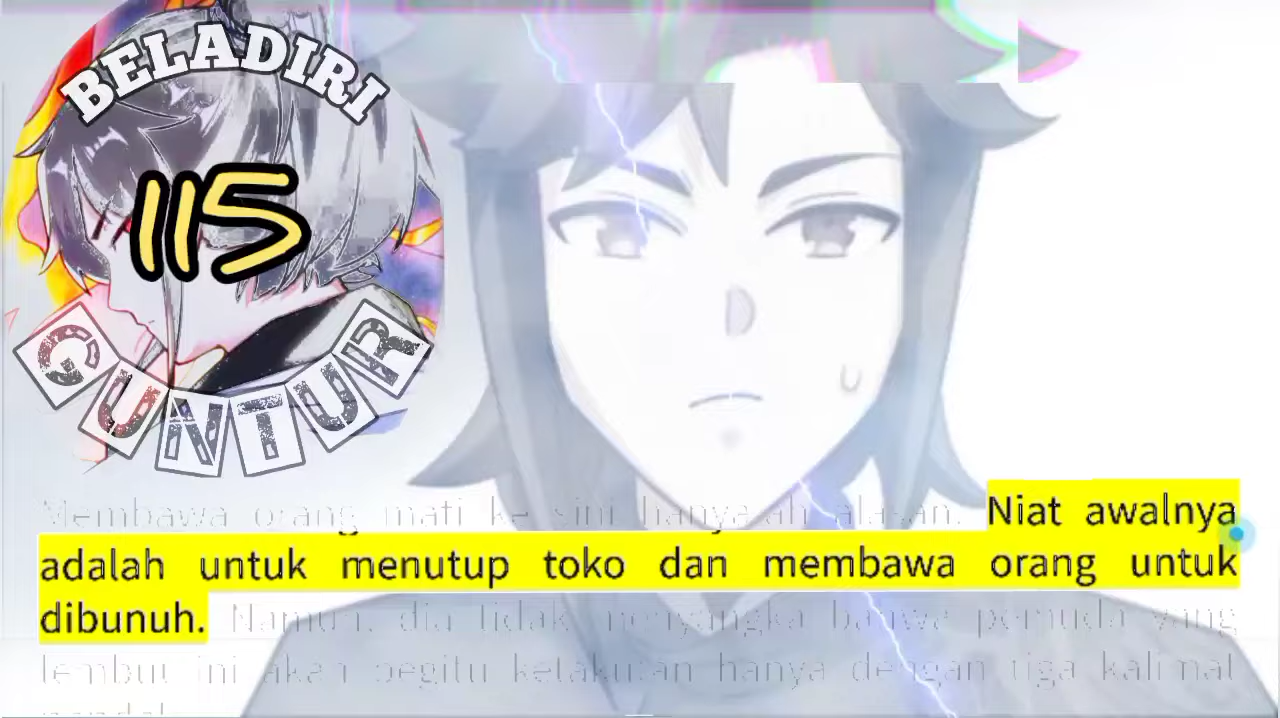 BELADIRI
115
GUNTUR
Membawa orang mati ke sini hanyalah alasan. Niat awalnya
adalah untuk menutup toko dan membawa orang untuk
dibunuh. Namun, dia tidak menyangka bahwa pemuda yang
lembut ini akan begitu ketakutan hanya dengan tiga kalimat